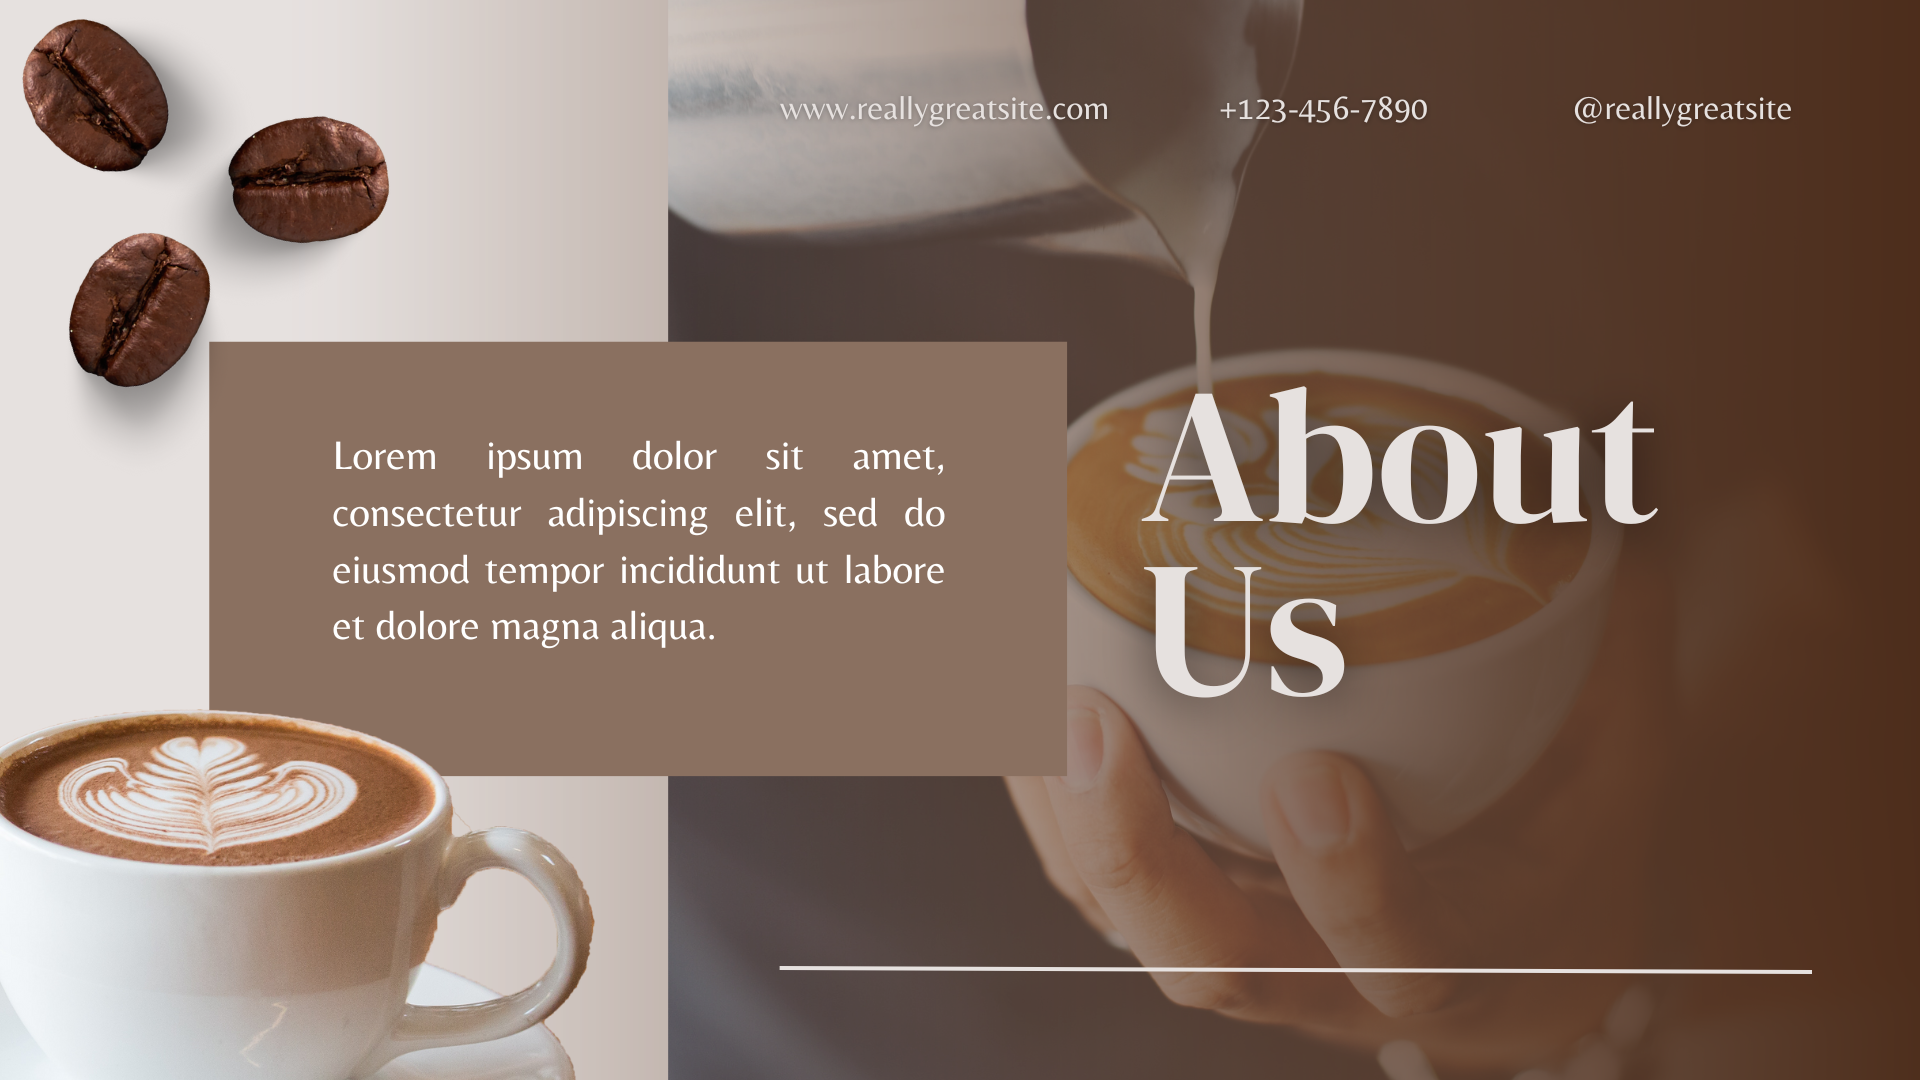 www.reallygreatsite.com +123-456-7890 @reallygreatsite
Lorem ipsum dolor sit amet,
consectetur adipiscing elit, sed do
eiusmod tempor incididunt ut labore
et dolore magna aliqua.
About
Us